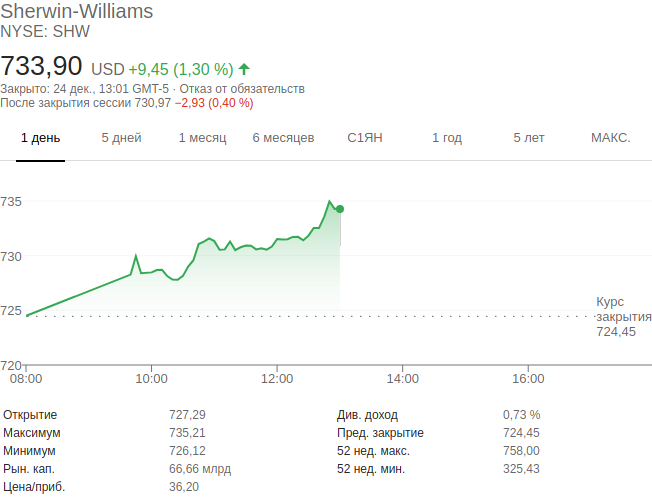 Sherwin-Williams
NYSE: SHW
733,90 USD +9,45 (1,30 %)
Закрыто: 24 дек., 13:01 GMT-5 · Отказ от обязательств
После закрытия сессии 730,97 −2,93 (0,40 %)
1 день 5 дней 1 месяц 6 месяцев С1ЯН 1 год 5 лет МАКС.
735
730
725
720
Курс
закрытия
724,45
08:00 10:00 12:00 14:00 16:00
Открытие 727,29 Див. доход 0,73 %
Максимум 735,21 Пред. закрытие 724,45
Минимум 726,12 52 нед. макс. 758,00
Рын. кап. 66,66 млрд 52 нед. мин. 325,43
Цена/приб. 36,20